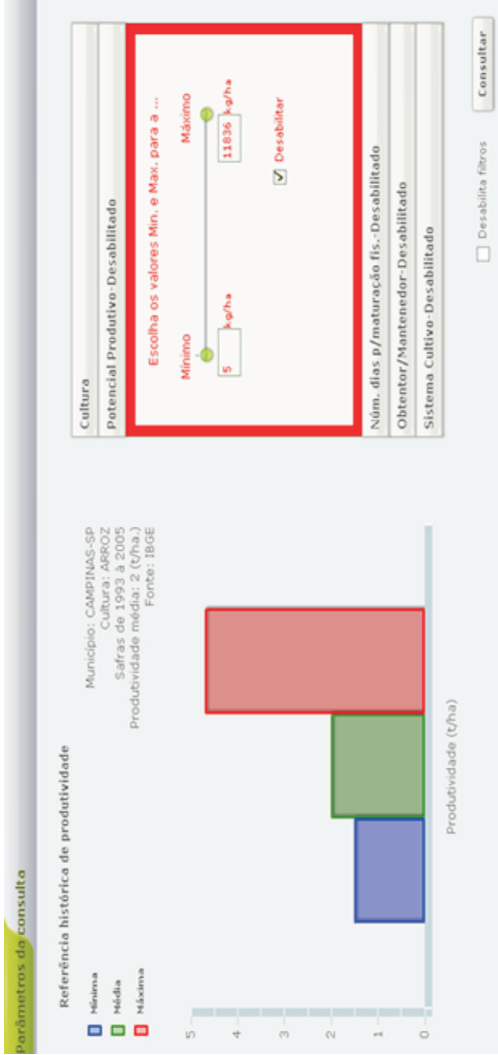 Parâmetros da consulta
Referência histórica de produtividade
Mínima
Média
Máxima
Município: CAMPINAS-SP
Cultura: ARROZ
Safras de 1993 à 2005
Produtividade média: 2 (t/ha.)
Fonte: IBGE
5
4
3
2
1
0
Produtividade (t/ha)
Cultura
Potencial Produtivo-Desabilitado
Escolha os valores Min. e Max. para a ...
Mínimo
Máximo
5 kg/ha
11836 kg/ha
Desabilitar
Núm. dias p/maturação fis.-Desabilitado
Obtentor/Mantenedor-Desabilitado
Sistema Cultivo-Desabilitado
Desabilita filtros
Consultar